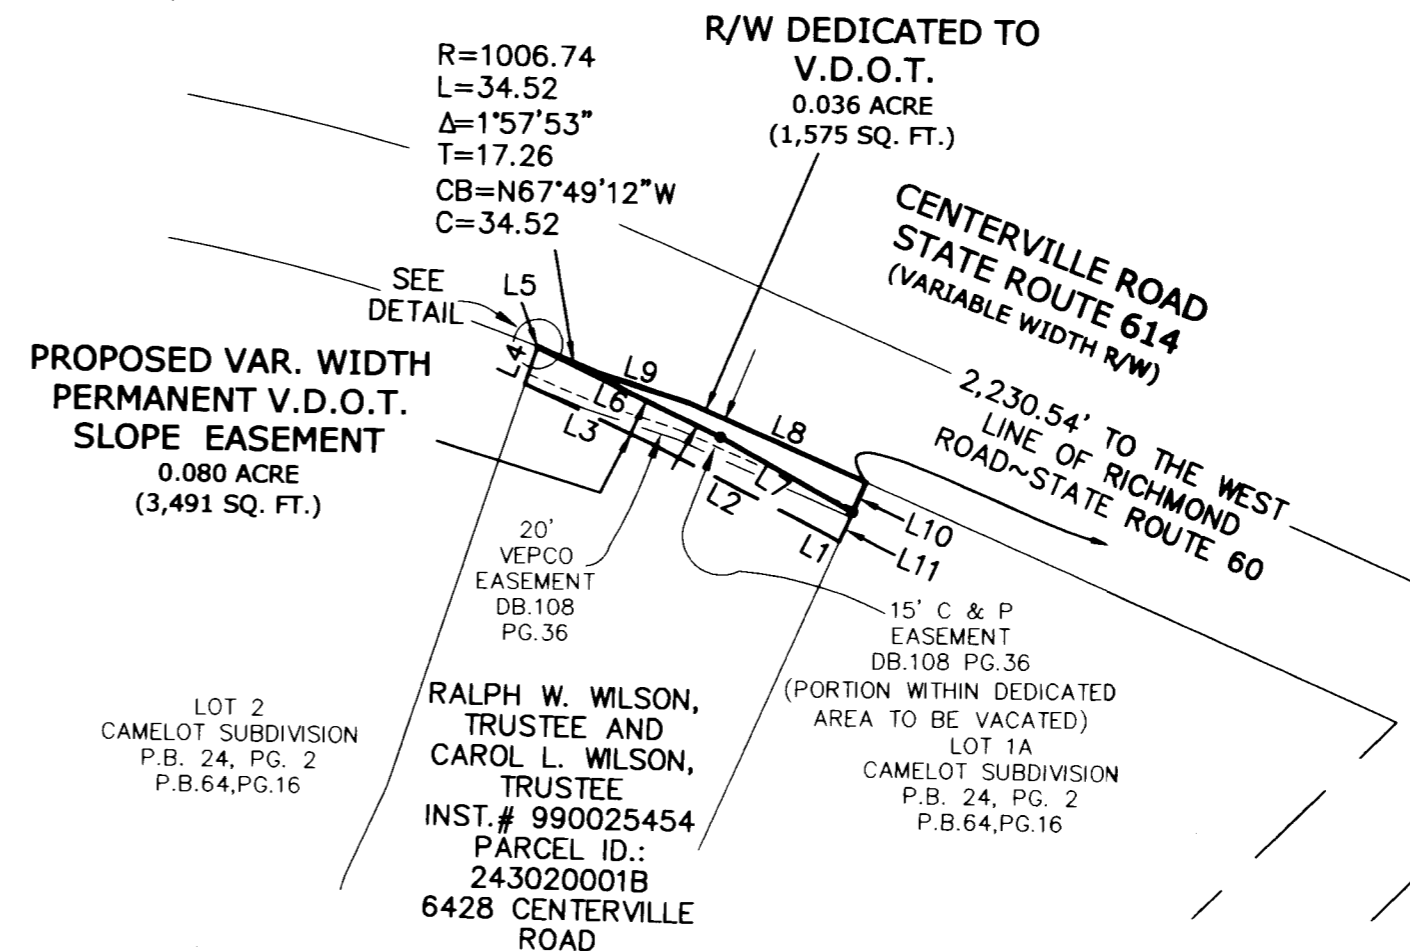 R/W DEDICATED TO
V.D.O.T.
0.036 ACRE
(1,575 SQ. FT.)
R=1006.74
L=34.52
Δ=1°57'53"
T=17.26
CB=N67°49'12"W
C=34.52
CENTERVILLE ROAD
STATE ROUTE 614
(VARIABLE WIDTH R/W)
SEE
DETAIL
L5
L4
L9
L6
L3
L8
L7
L2
L1
L10
L11
2,230.54' TO THE WEST
LINE OF RICHMOND
ROAD~STATE ROUTE 60
PROPOSED VAR. WIDTH
PERMANENT V.D.O.T.
SLOPE EASEMENT
0.080 ACRE
(3,491 SQ. FT.)
20'
VEPCO
EASEMENT
DB.108
PG.36
15' C & P
EASEMENT
DB.108 PG.36
(PORTION WITHIN DEDICATED
AREA TO BE VACATED)
LOT 1A
CAMELOT SUBDIVISION
P.B. 24, PG. 2
P.B.64,PG.16
LOT 2
CAMELOT SUBDIVISION
P.B. 24, PG. 2
P.B.64,PG.16
RALPH W. WILSON,
TRUSTEE AND
CAROL L. WILSON,
TRUSTEE
INST.# 990025454
PARCEL ID.:
243020001B
6428 CENTERVILLE
ROAD